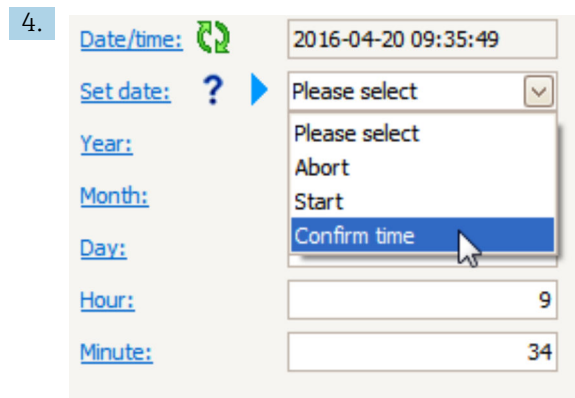 4.
Date/time: 2016-04-20 09:35:49
Set date: ? Please select
Please select
Year:
Abort
Month:
Start
Confirm time
Day:
Hour: 9
Minute: 34